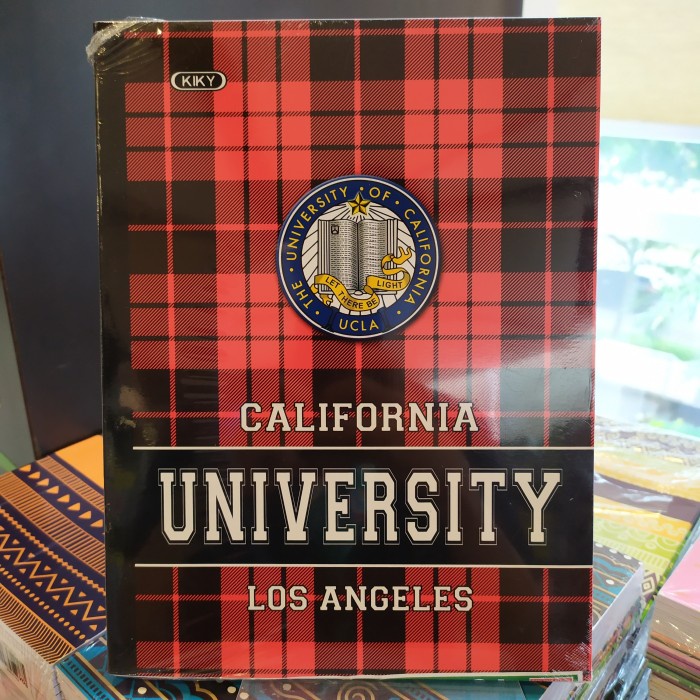 KIKY
THE · UNIVERSITY · OF · CALIFORNIA
LET THERE BE LIGHT
· UCLA ·
CALIFORNIA
UNIVERSITY
LOS ANGELES